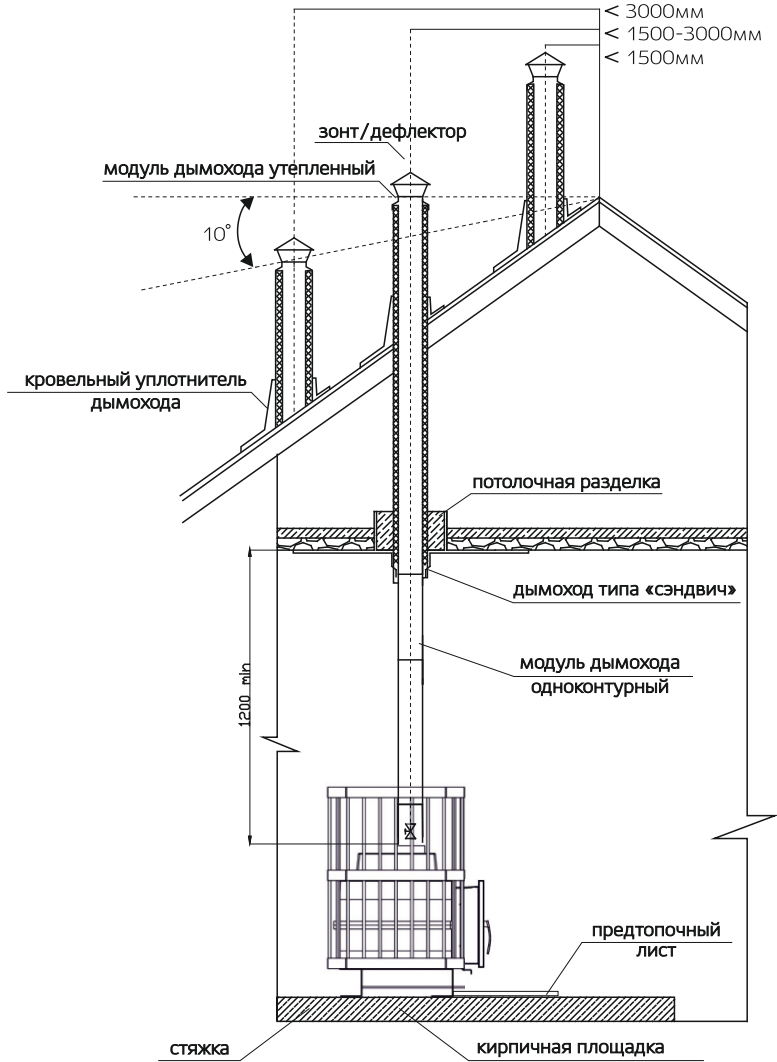 < 3000мм
< 1500-3000мм
< 1500мм
зонт/дефлектор
модуль дымохода утепленный
10°
кровельный уплотнитель
дымохода
потолочная разделка
дымоход типа «сэндвич»
модуль дымохода
одноконтурный
1200 min
предтопочный
лист
стяжка
кирпичная площадка